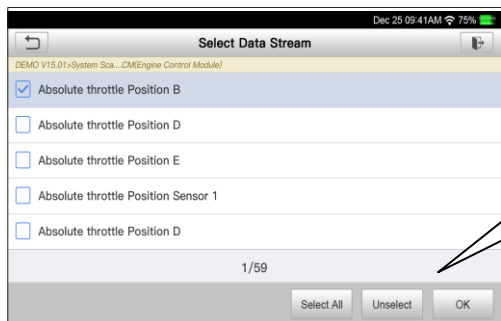 Dec 25 09:41AM 75%
Select Data Stream
DEMO V15.01>System Sca....CM(Engine Control Module)
Absolute throttle Position B
Absolute throttle Position D
Absolute throttle Position E
Absolute throttle Position Sensor 1
Absolute throttle Position D
1/59
Select All Unselect OK